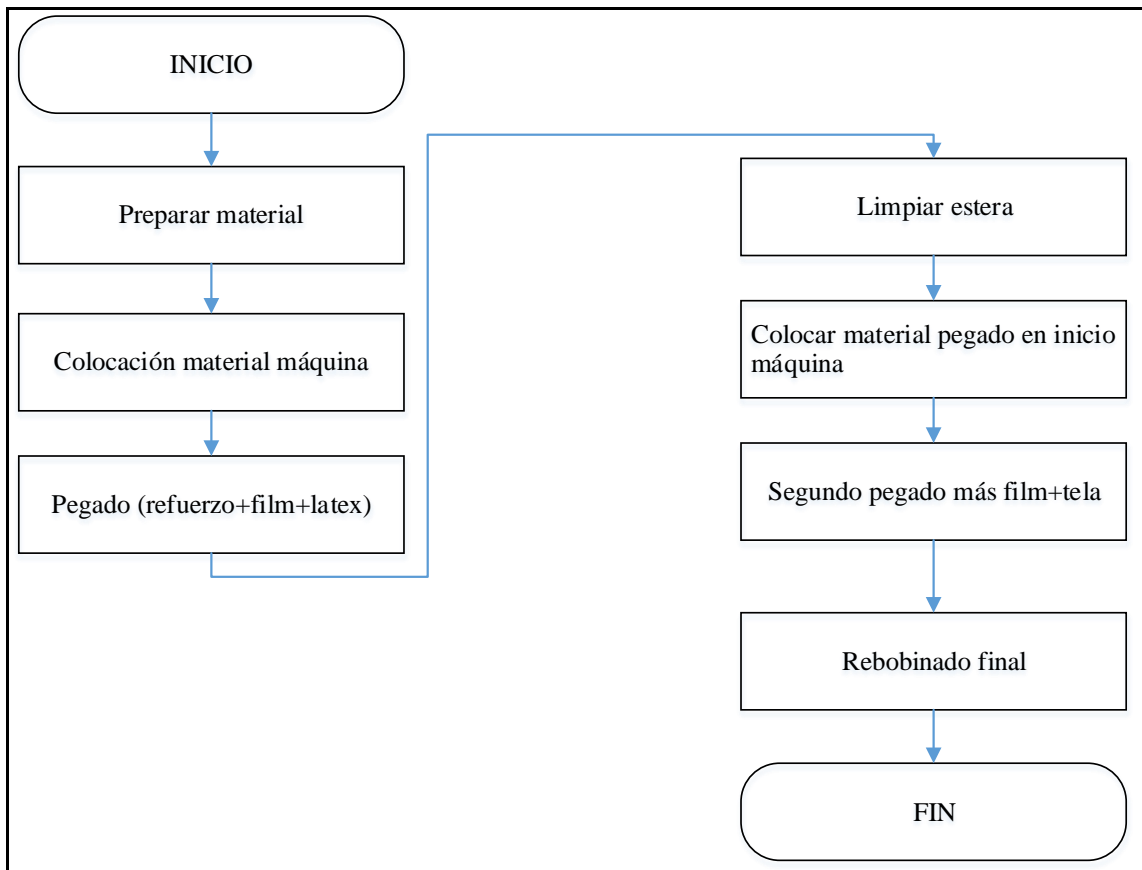 INICIO
Preparar material
Colocación material máquina
Pegado (refuerzo+film+latex)
Limpiar estera
Colocar material pegado en inicio
máquina
Segundo pegado más film+tela
Rebobinado final
FIN